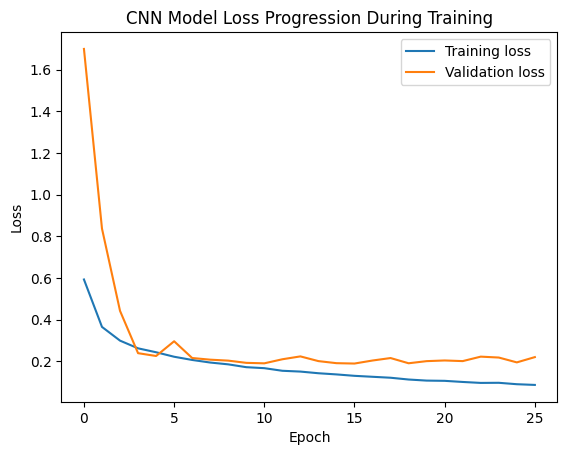 CNN Model Loss Progression During Training
Training loss
Validation loss
1.6
1.4
1.2
1.0
0.8
0.6
0.4
0.2
Loss
0 5 10 15 20 25
Epoch